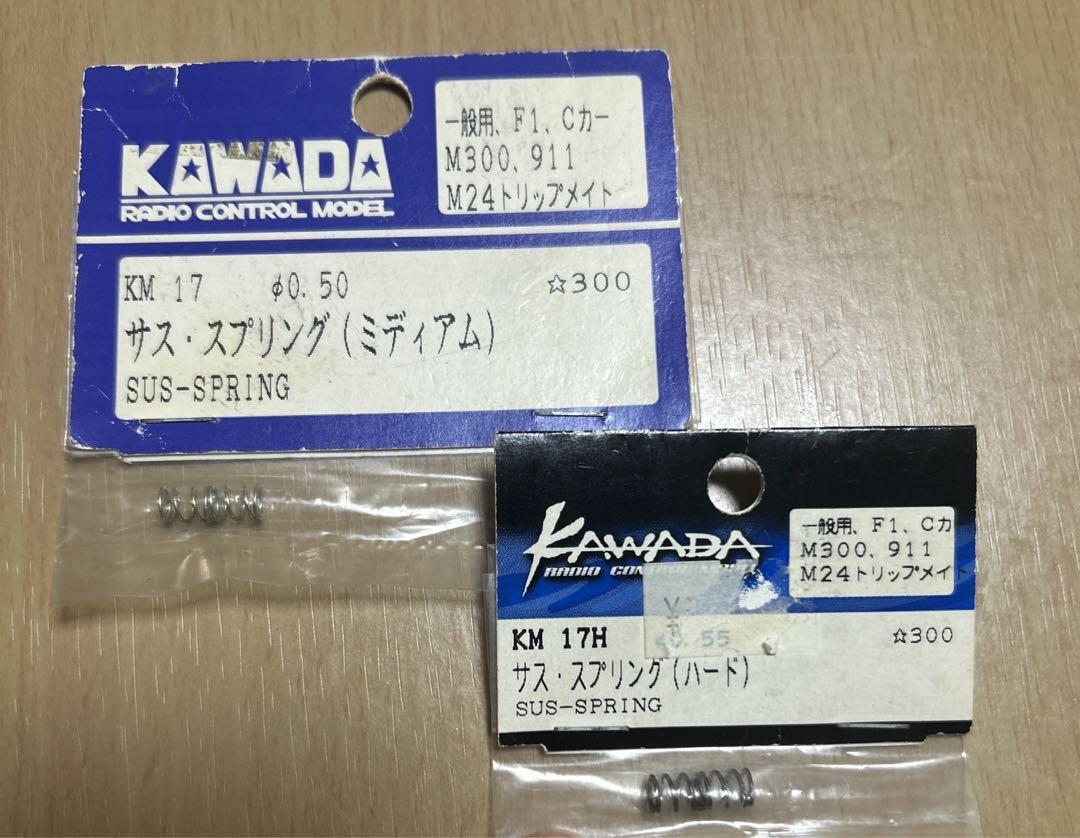 KAWADA
RADIO CONTROL MODEL
一般用、F1、Cカー
M300、911
M24トリップメイト
KM 17 φ0.50 ☆300
サス・スプリング(ミディアム)
SUS-SPRING
KAWADA
RADIO
一般用、F1、Cカ
M300、911
M24トリップメイト
¥
KM 17H .55 ☆300
サス・スプリング(ハード)
SUS-SPRING